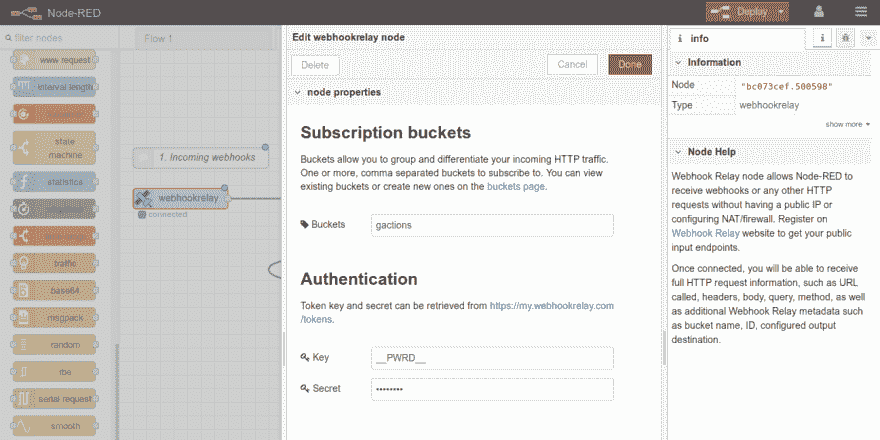 Node-RED
Deploy
filter nodes
www request
interval length
state
machine
statistics
traffic
base64
msgpack
random
rbe
serial request
smooth
Flow 1
1. Incoming webhooks
webhookrelay
connected
Edit webhookrelay node
Delete
Cancel
Done
node properties
Subscription buckets
Buckets allow you to group and differentiate your incoming HTTP traffic.
One or more, comma separated buckets to subscribe to. You can view
existing buckets or create new ones on the buckets page.
Buckets
gactions
Authentication
Token key and secret can be retrieved from https://my.webhookrelay.com
/tokens.
Key
__PWRD__
Secret
••••••••
i info
i
Information
Node
"bc073cef.500598"
Type
webhookrelay
show more
Node Help
Webhook Relay node allows Node-RED to
receive webhooks or any other HTTP
requests without having a public IP or
configuring NAT/firewall. Register on
Webhook Relay website to get your public
input endpoints.
Once connected, you will be able to receive
full HTTP request information, such as URL
called, headers, body, query, method, as well
as additional Webhook Relay metadata such
as bucket name, ID, configured output
destination.